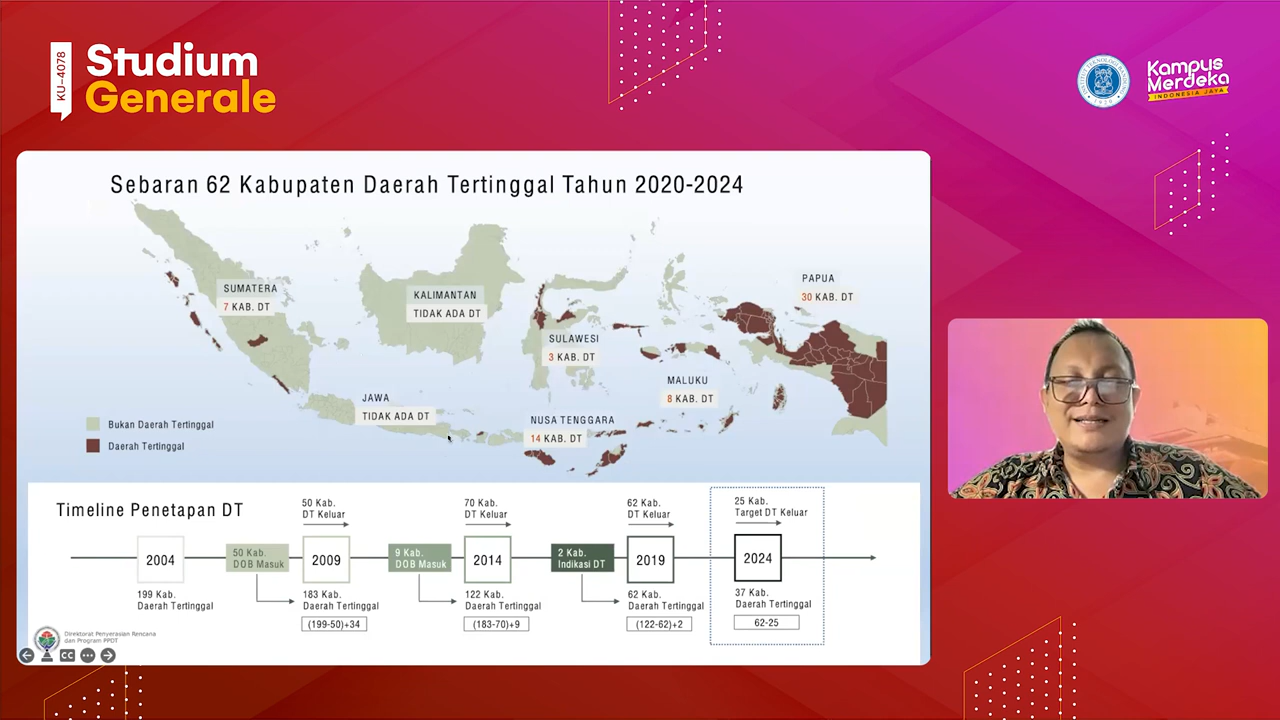 KU-4078
Studium
Generale
INSTITUT TEKNOLOGI BANDUNG
1920
Kampus
Merdeka
INDONESIA JAYA
Sebaran 62 Kabupaten Daerah Tertinggal Tahun 2020-2024
SUMATERA
7 KAB. DT
KALIMANTAN
TIDAK ADA DT
SULAWESI
3 KAB. DT
PAPUA
30 KAB. DT
MALUKU
8 KAB. DT
JAWA
TIDAK ADA DT
NUSA TENGGARA
14 KAB. DT
Bukan Daerah Tertinggal
Daerah Tertinggal
Timeline Penetapan DT
2004
199 Kab.
Daerah Tertinggal
50 Kab.
DOB Masuk
50 Kab.
DT Keluar
2009
183 Kab.
Daerah Tertinggal
(199-50)+34
9 Kab.
DOB Masuk
70 Kab.
DT Keluar
2014
122 Kab.
Daerah Tertinggal
(183-70)+9
2 Kab.
Indikasi DT
62 Kab.
DT Keluar
2019
62 Kab.
Daerah Tertinggal
(122-62)+2
25 Kab.
Target DT Keluar
2024
37 Kab.
Daerah Tertinggal
62-25
Direktorat Penyerasian Rencana
dan Program PPDT
CC